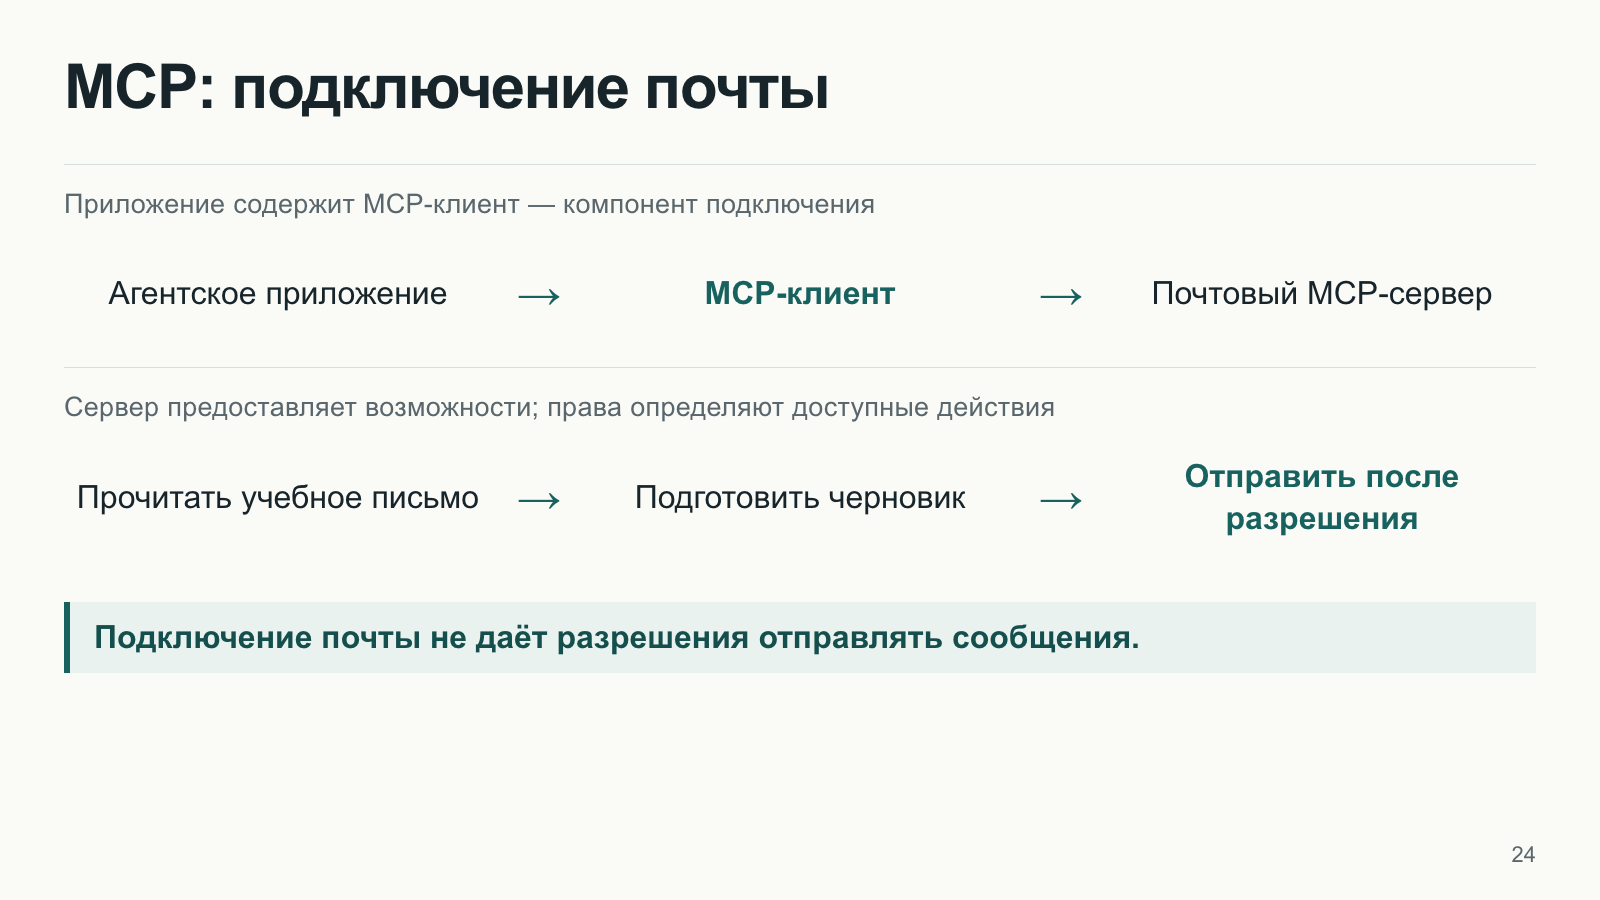 MCP: подключение почты
Приложение содержит MCP-клиент — компонент подключения
Агентское приложение → MCP-клиент → Почтовый MCP-сервер
Сервер предоставляет возможности; права определяют доступные действия
Прочитать учебное письмо → Подготовить черновик → Отправить после
разрешения
Подключение почты не даёт разрешения отправлять сообщения.
24